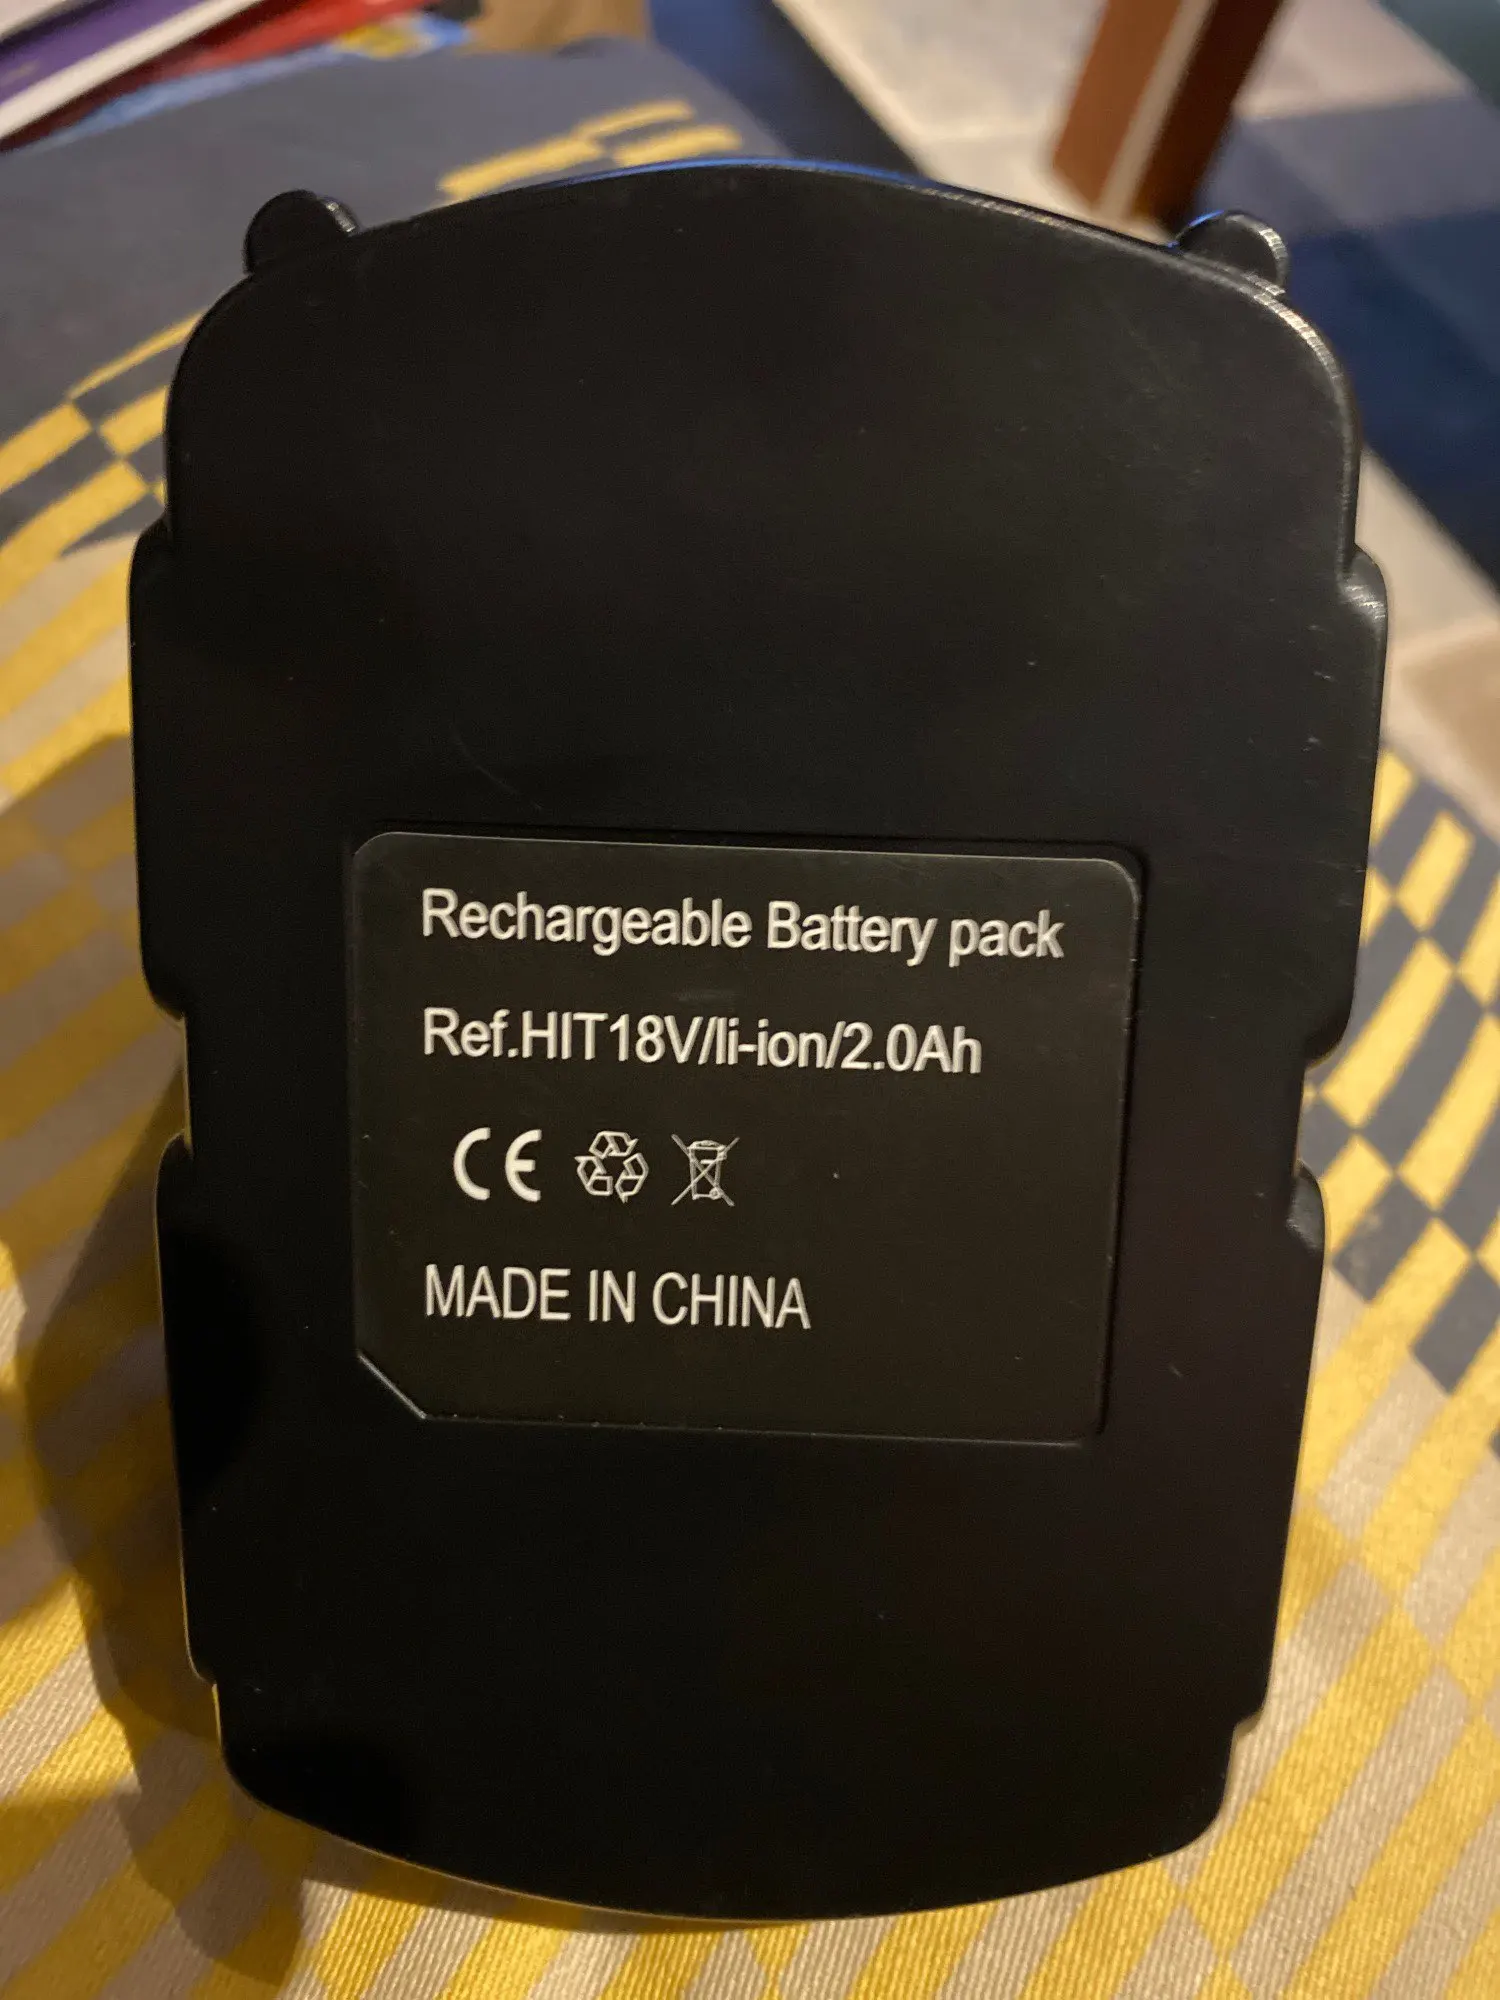 Rechargeable Battery pack
Ref.HIT18V/li-ion/2.0Ah
CE
MADE IN CHINA